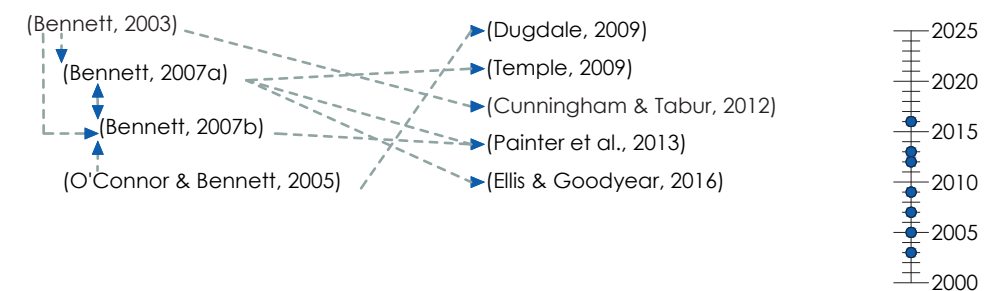 (Bennett, 2003)
(Bennett, 2007a)
(Bennett, 2007b)
(O'Connor & Bennett, 2005)
(Dugdale, 2009)
(Temple, 2009)
(Cunningham & Tabur, 2012)
(Painter et al., 2013)
(Ellis & Goodyear, 2016)
2025
2020
2015
2010
2005
2000